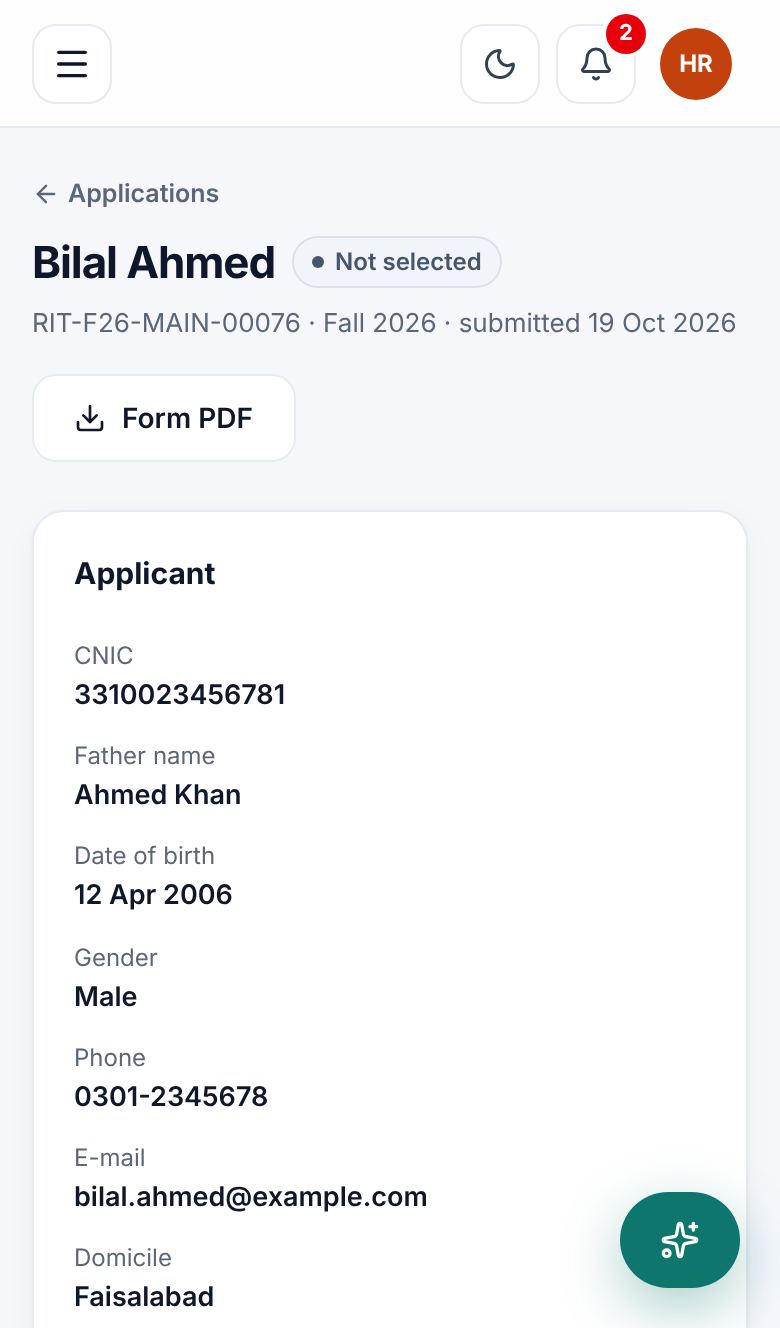 2
HR
Applications
Bilal Ahmed
Not selected
RIT-F26-MAIN-00076 · Fall 2026 · submitted 19 Oct 2026
Form PDF
Applicant
CNIC
3310023456781
Father name
Ahmed Khan
Date of birth
12 Apr 2006
Gender
Male
Phone
0301-2345678
E-mail
bilal.ahmed@example.com
Domicile
Faisalabad